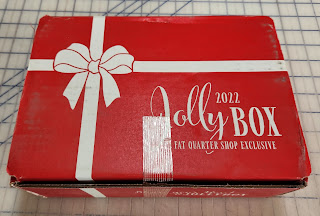 2022
Jolly BOX
FAT QUARTER SHOP EXCLUSIVE